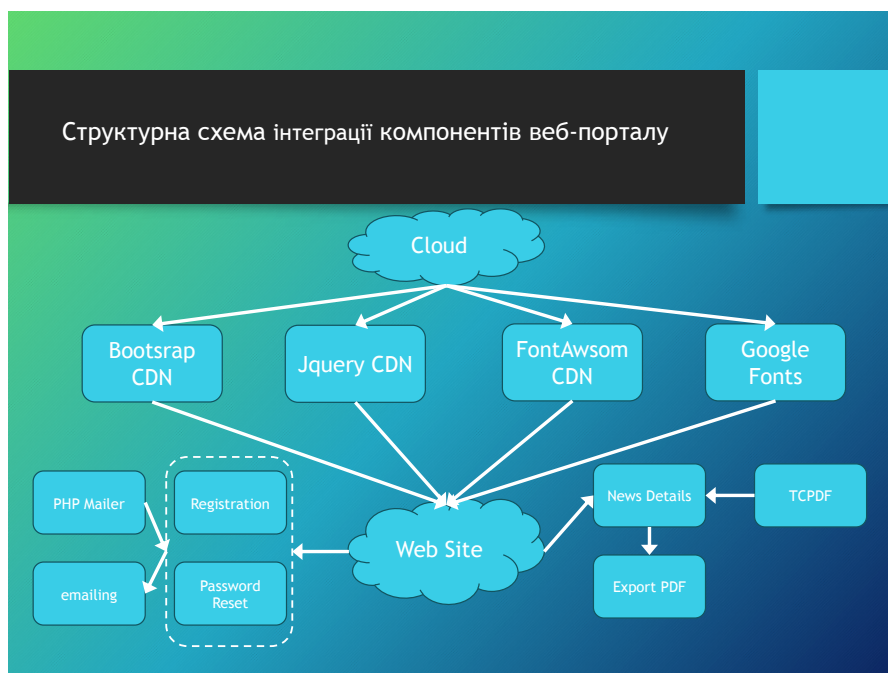 Структурна схема інтеграції компонентів веб-порталу
Cloud
Bootsrap
CDN
Jquery CDN
FontAwsom
CDN
Google
Fonts
PHP Mailer
Registration
emailing
Password
Reset
Web Site
News Details
TCPDF
Export PDF